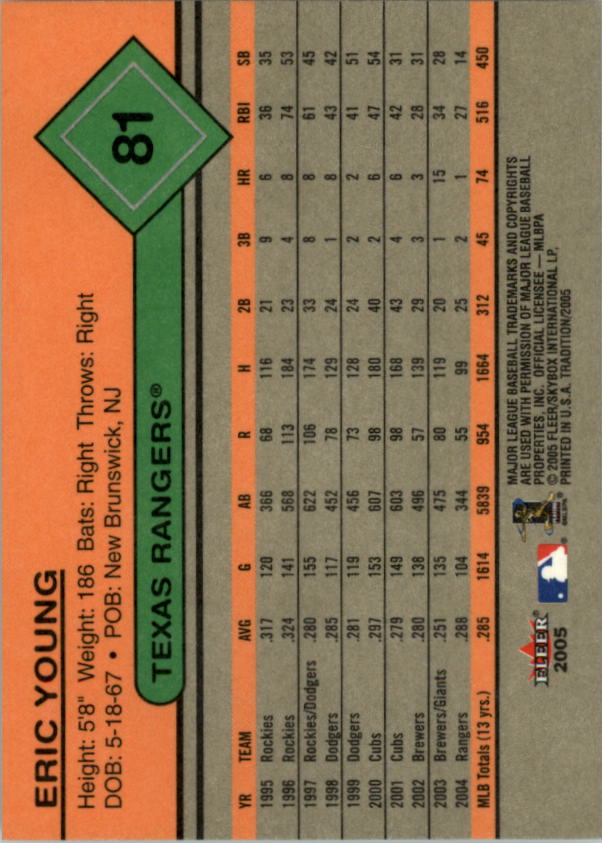 ERIC YOUNG
Height: 5'8" Weight: 186 Bats: Right Throws: Right
DOB: 5-18-67 • POB: New Brunswick, NJ
81
TEXAS RANGERS®
YR TEAM AVG G AB R H 2B 3B HR RBI SB
1995 Rockies .317 120 366 68 116 21 9 6 36 35
1996 Rockies .324 141 568 113 184 23 4 8 74 53
1997 Rockies/Dodgers .280 155 622 106 174 33 8 8 61 45
1998 Dodgers .285 117 452 78 129 24 1 8 43 42
1999 Dodgers .281 119 456 73 128 24 2 2 41 51
2000 Cubs .297 153 607 98 180 40 2 6 47 54
2001 Cubs .279 149 603 98 168 43 4 6 42 31
2002 Brewers .280 138 496 57 139 29 3 3 28 31
2003 Brewers/Giants .251 135 475 80 119 20 1 15 34 28
2004 Rangers .288 104 344 55 99 25 2 1 27 14
MLB Totals (13 yrs.) .285 1614 5839 954 1664 312 45 74 516 450
FLEER®
2005
MAJOR LEAGUE BASEBALL TRADEMARKS AND COPYRIGHTS
ARE USED WITH PERMISSION OF MAJOR LEAGUE BASEBALL
PROPERTIES, INC. OFFICIAL LICENSEE — MLBPA
© 2005 FLEER/SKYBOX INTERNATIONAL LP,
PRINTED IN U.S.A. TRADITION/2005